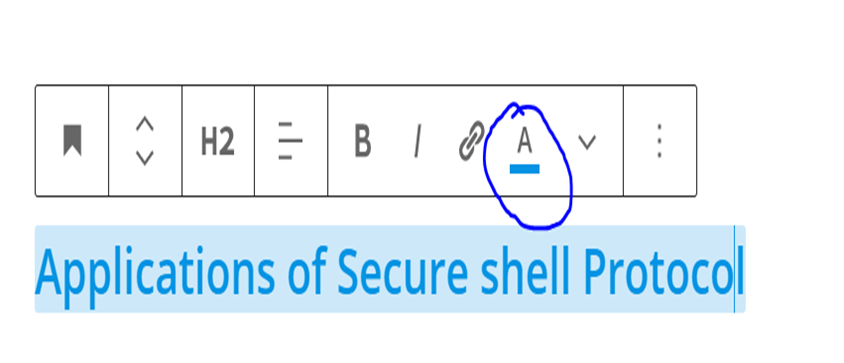 H2 B I A
Applications of Secure shell Protocol